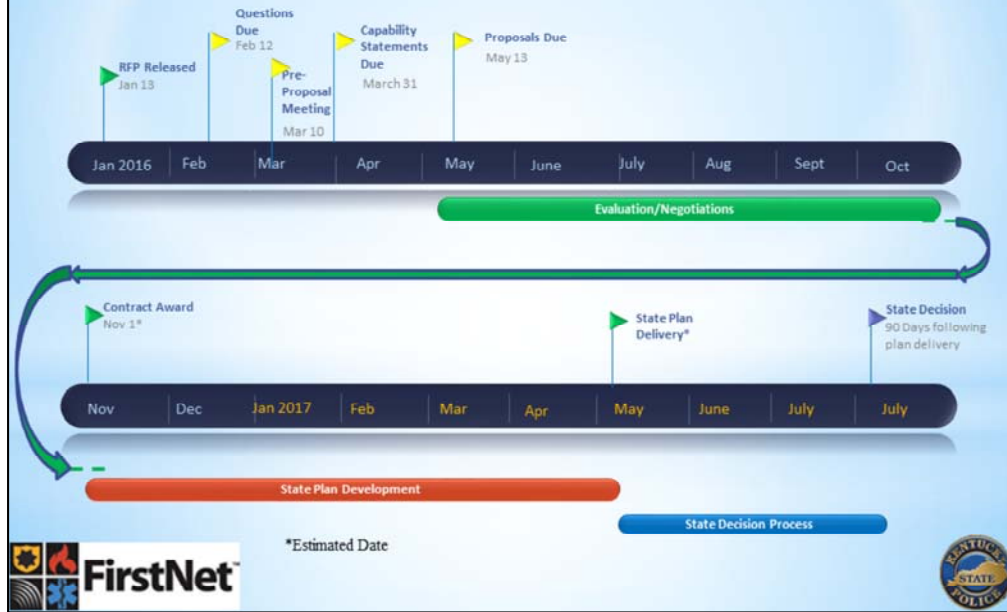 Questions
Due
Feb 12
Capability
Statements
Due
March 31
Proposals Due
May 13
RFP Released
Jan 13
Pre-
Proposal
Meeting
Mar 10
Jan 2016 Feb Mar Apr May June July Aug Sept Oct
Evaluation/Negotiations
Contract Award
Nov 1*
State Plan
Delivery*
State Decision
90 Days following
plan delivery
Nov Dec Jan 2017 Feb Mar Apr May June July July
State Plan Development
State Decision Process
*Estimated Date
FirstNet™
KENTUCKY
STATE
POLICE